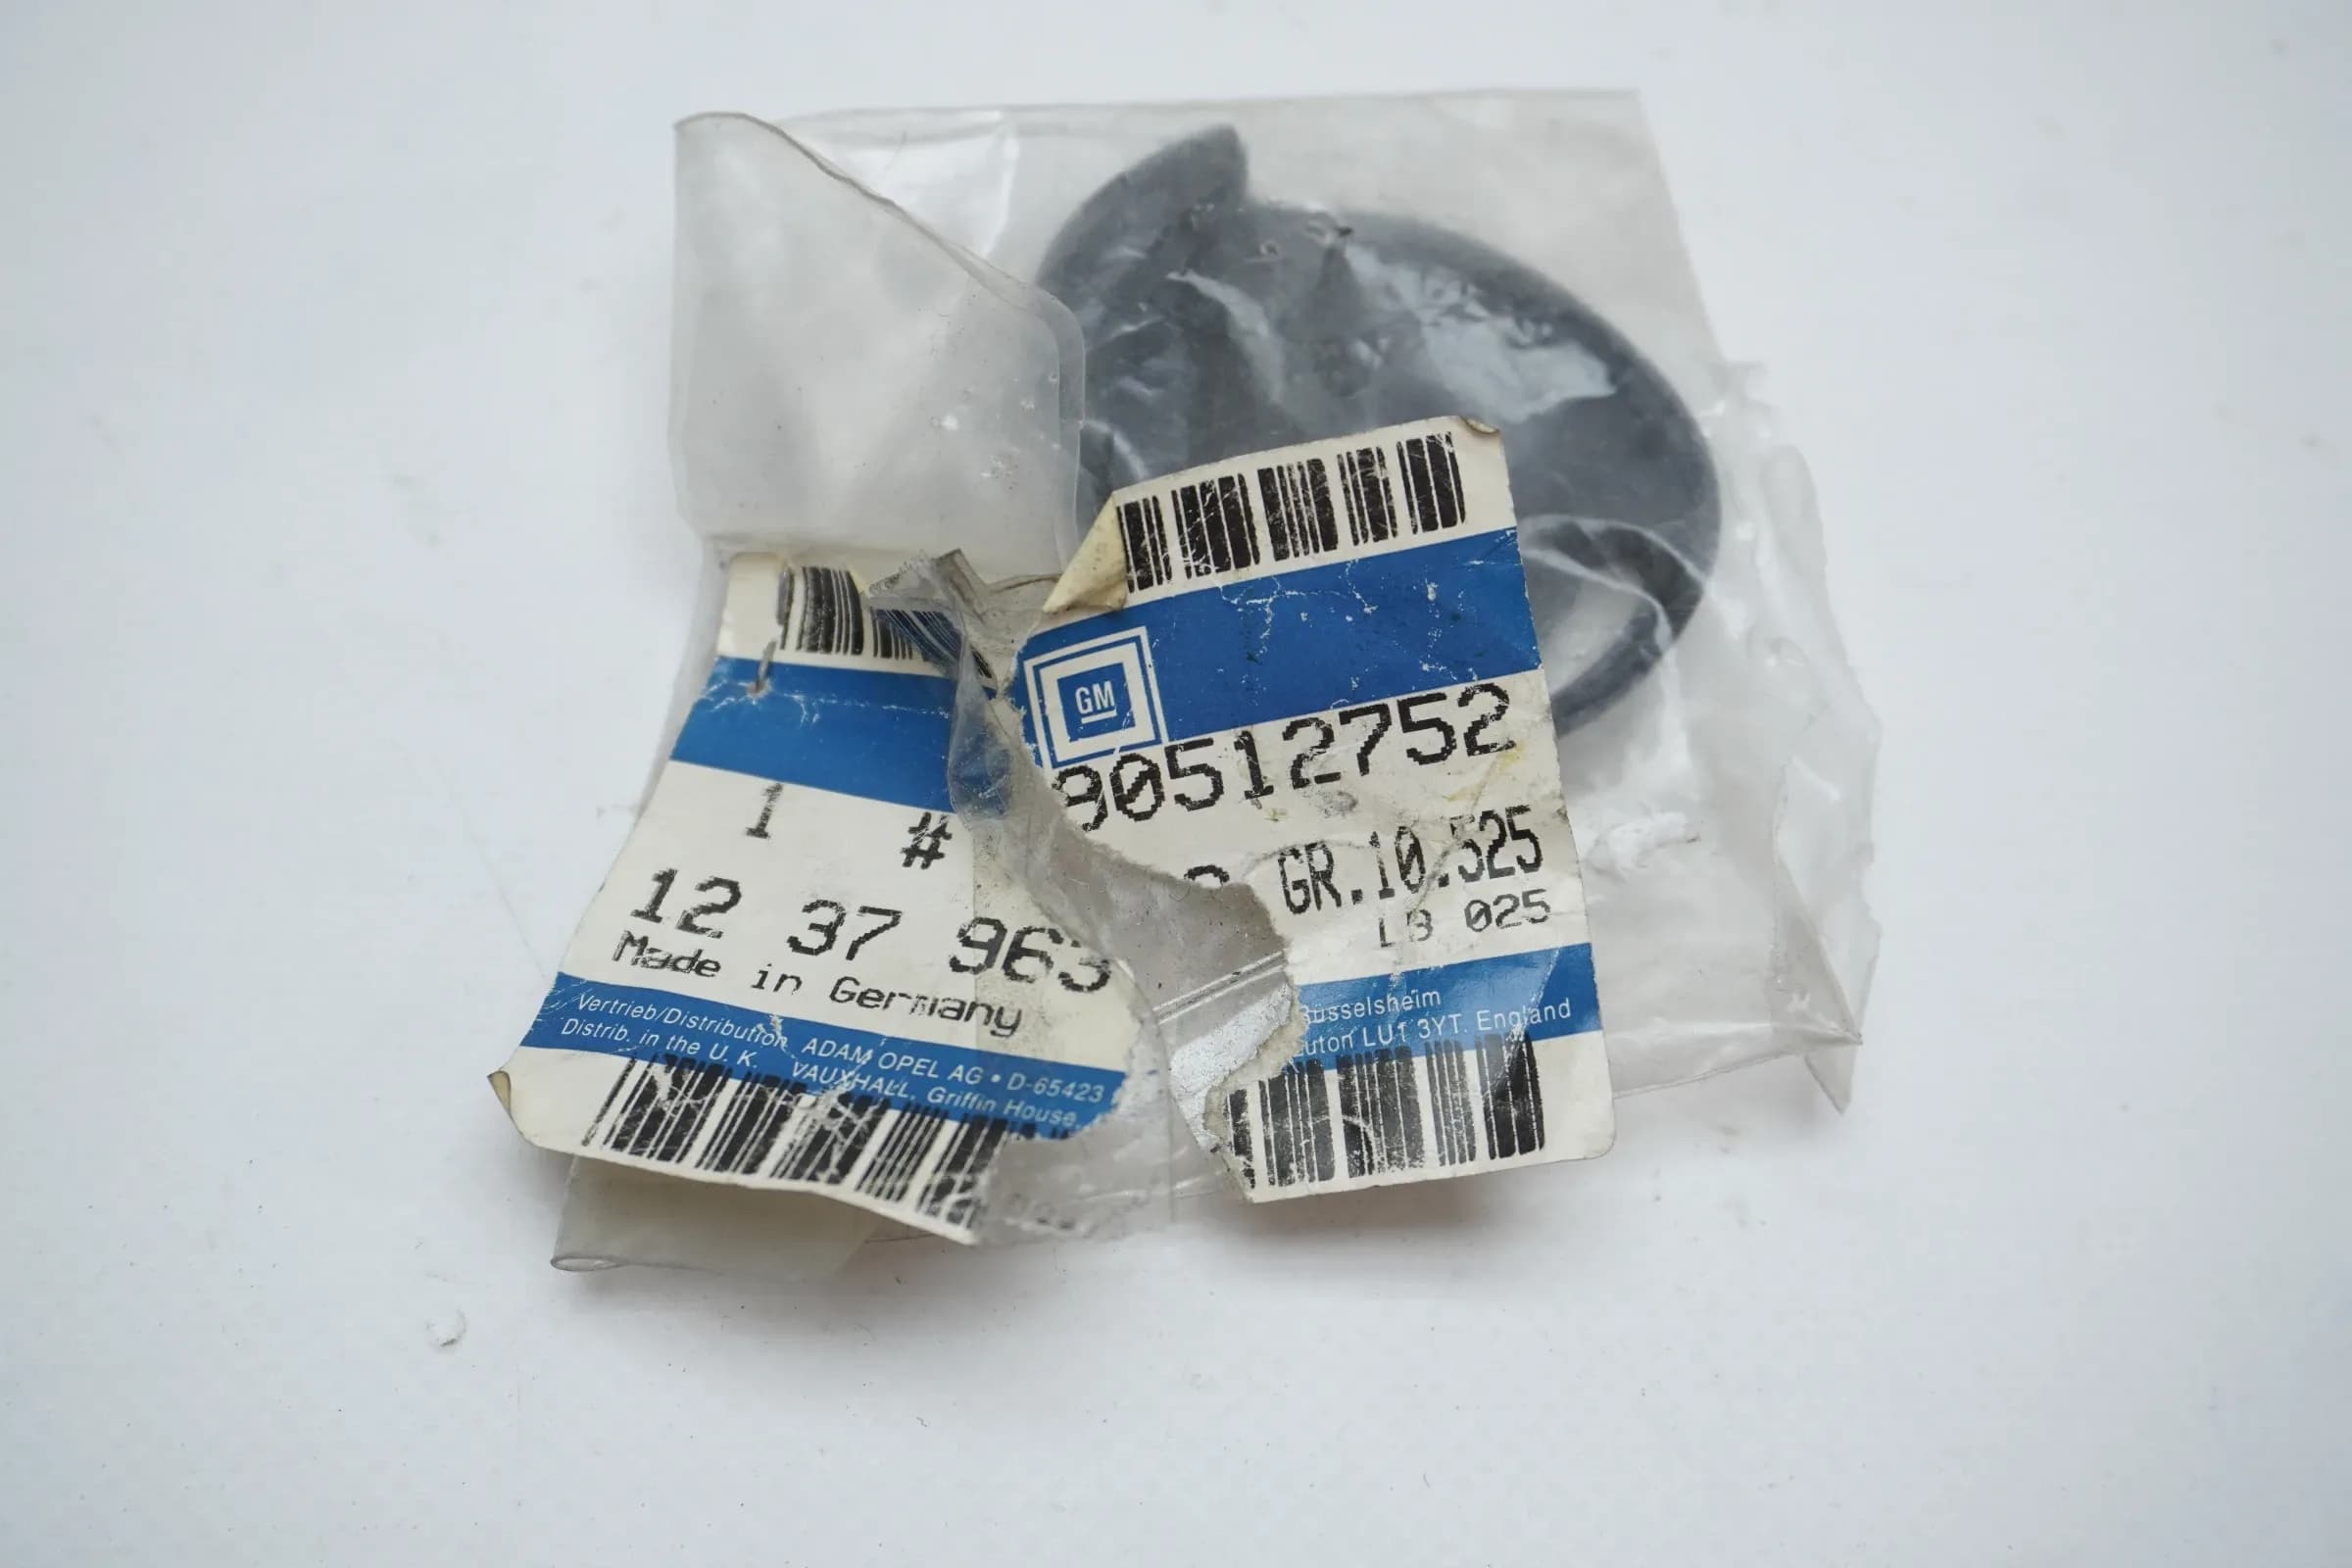 GM
90512752
1 #
GR.10.525
12 37 963
025
Made in Germany
Vertrieb/Distribution ADAM OPEL AG • D-65423
Rüsselsheim
Distrib. in the U. K. VAUXHALL, Griffin House,
Luton LU1 3YT. England